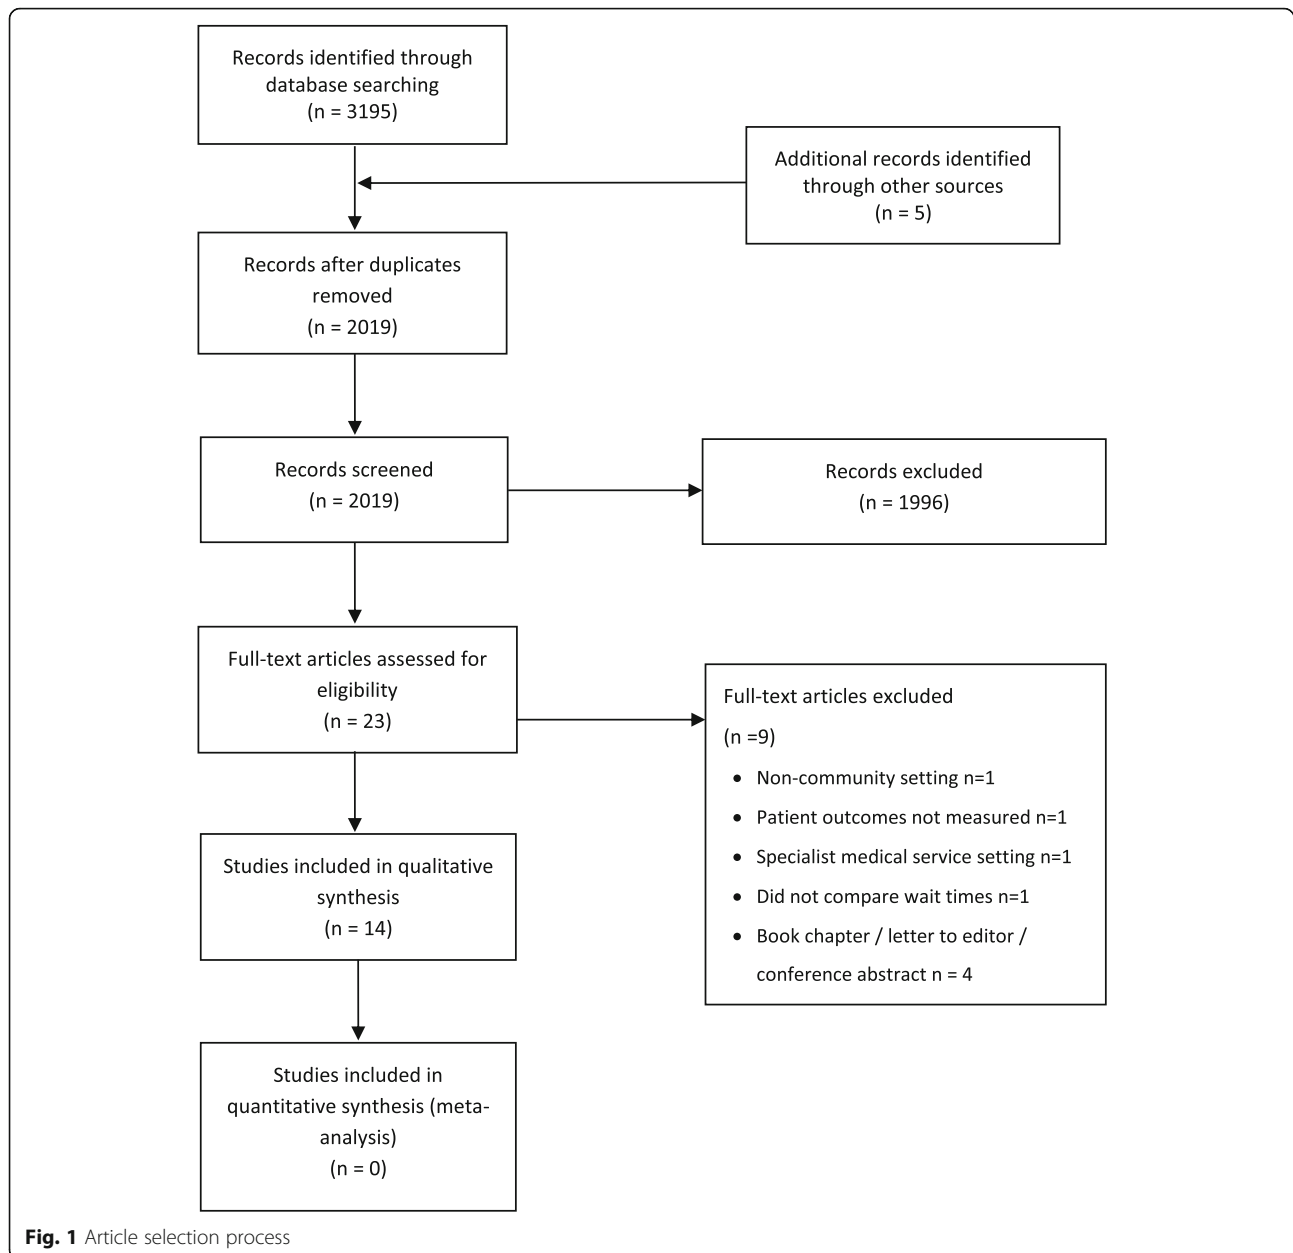 Records identified through
database searching
(n = 3195)
Additional records identified
through other sources
(n = 5)
Records after duplicates
removed
(n = 2019)
Records screened
(n = 2019)
Records excluded
(n = 1996)
Full-text articles assessed for
eligibility
(n = 23)
Full-text articles excluded
(n =9)
• Non-community setting n=1
• Patient outcomes not measured n=1
• Specialist medical service setting n=1
• Did not compare wait times n=1
• Book chapter / letter to editor /
conference abstract n = 4
Studies included in qualitative
synthesis
(n = 14)
Studies included in
quantitative synthesis (meta-
analysis)
(n = 0)
Fig. 1 Article selection process